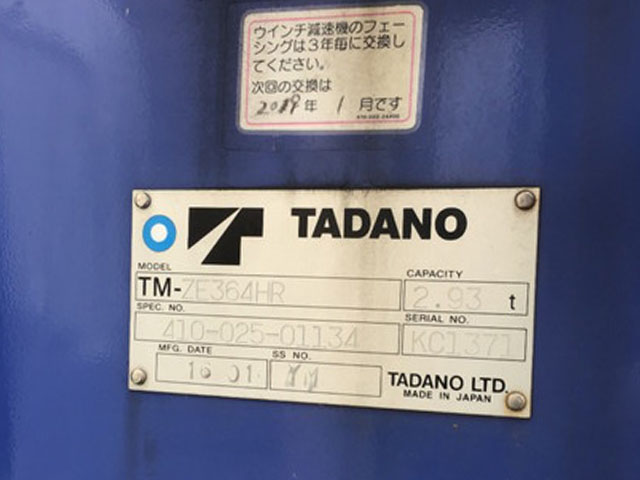 ウインチ減速機のフェー
シングは3年毎に交換し
てください。
次回の交換は
2019年 1月です
TADANO
MODEL
TM-ZE364HR
CAPACITY
2.93 t
SPEC. NO.
410-025-01134
SERIAL NO.
KC1371
MFG. DATE
16 01
SS NO.
TADANO LTD.
MADE IN JAPAN